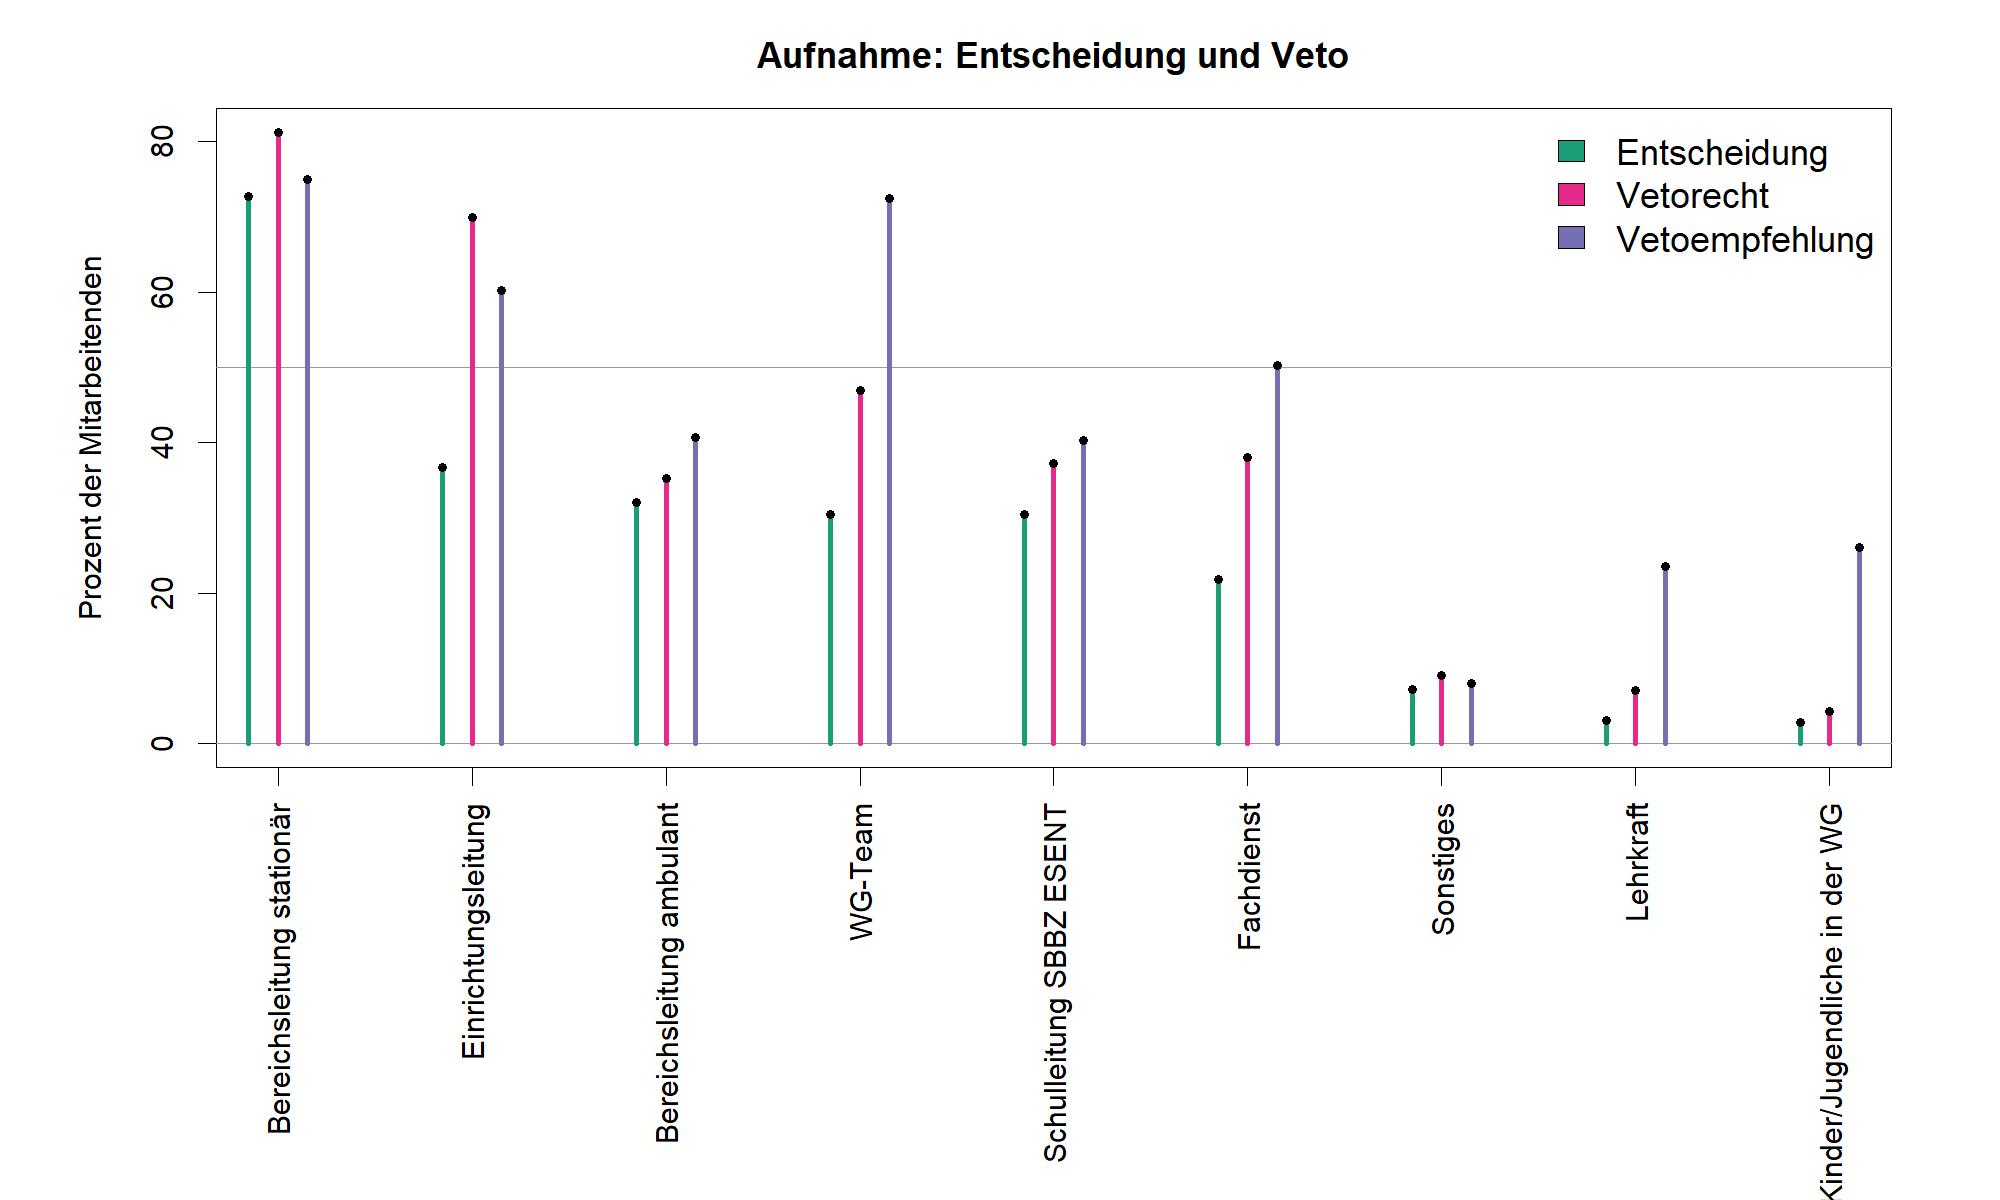 Aufnahme: Entscheidung und Veto
Prozent der Mitarbeitenden
80
60
40
20
0
Entscheidung
Vetorecht
Vetoempfehlung
Bereichsleitung stationär
Einrichtungsleitung
Bereichsleitung ambulant
WG-Team
Schulleitung SBBZ ESENT
Fachdienst
Sonstiges
Lehrkraft
Kinder/Jugendliche in der WG